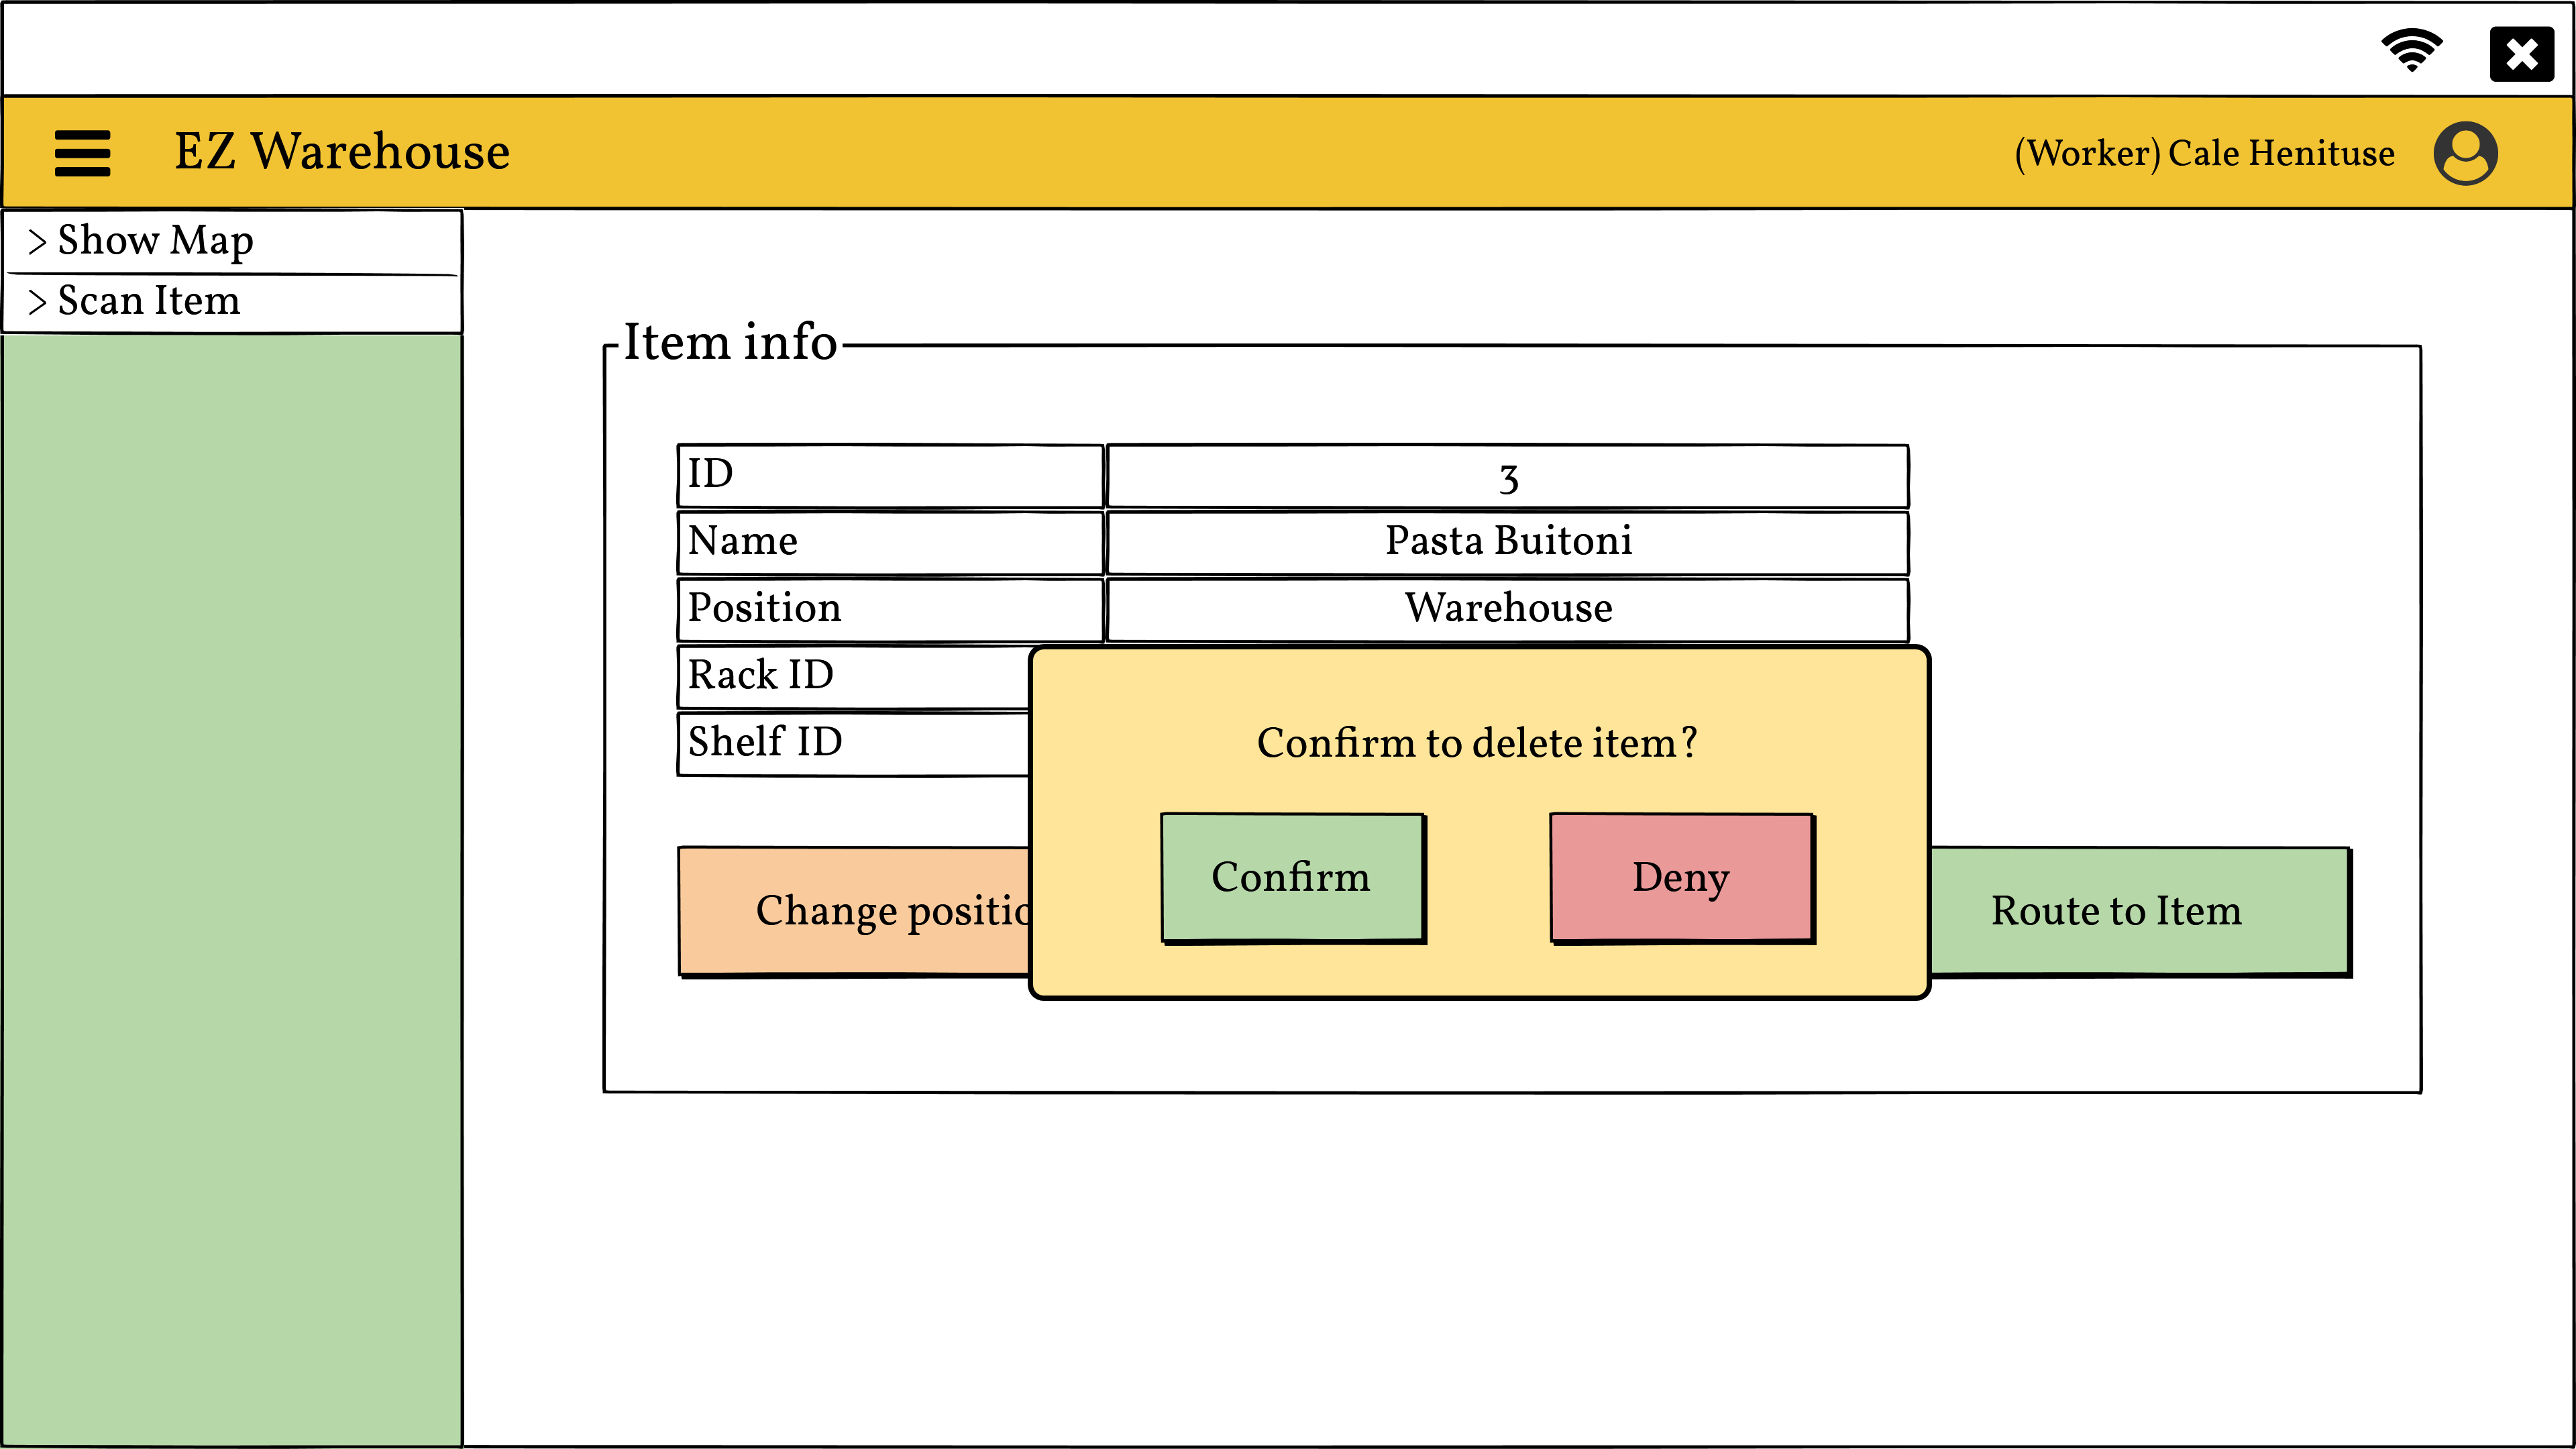 EZ Warehouse
(Worker) Cale Henituse
> Show Map
> Scan Item
Item info
ID
3
Name
Pasta Buitoni
Position
Warehouse
Rack ID
Shelf ID
Confirm to delete item?
Confirm
Deny
Change positio
Route to Item